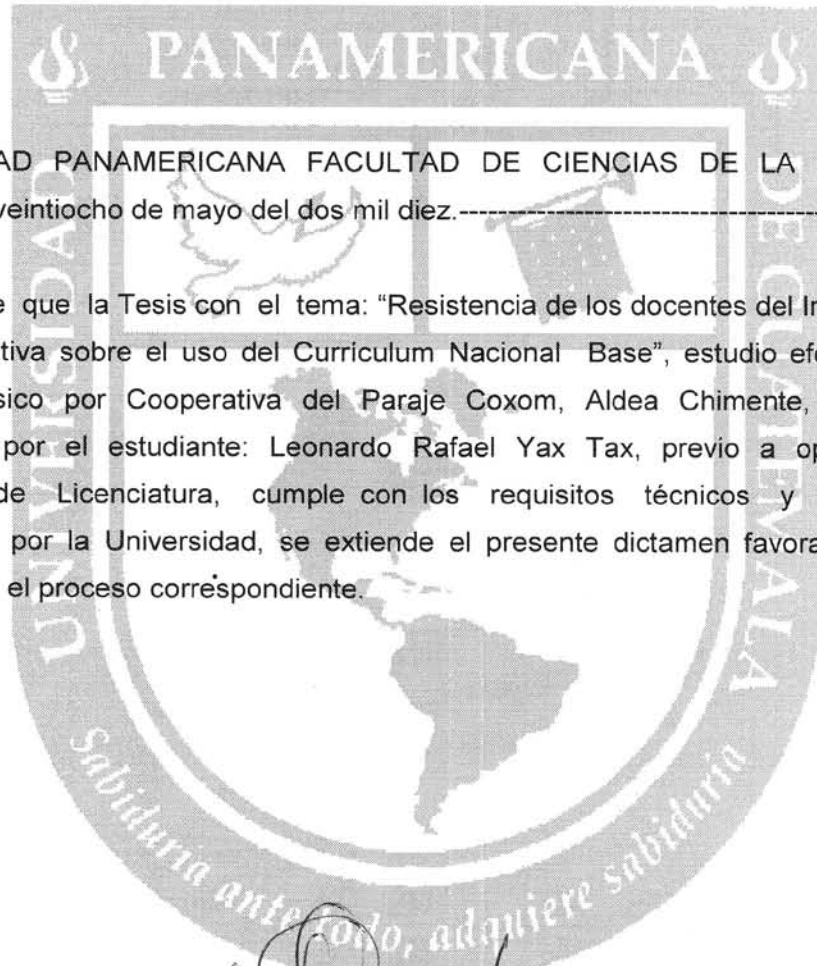 PANAMERICANA
UNIVERSIDAD
DE GUATEMALA
AD PANAMERICANA FACULTAD DE CIENCIAS DE LA
veintiocho de mayo del dos mil diez.------------------------------------
e que la Tesis con el tema: “Resistencia de los docentes del In
tiva sobre el uso del Curriculum Nacional Base”, estudio efe
sico por Cooperativa del Paraje Coxom, Aldea Chimente,
por el estudiante: Leonardo Rafael Yax Tax, previo a op
de Licenciatura, cumple con los requisitos técnicos y
por la Universidad, se extiende el presente dictamen favora
el proceso correspondiente.
Sabiduría ante todo, adquiere sabiduría